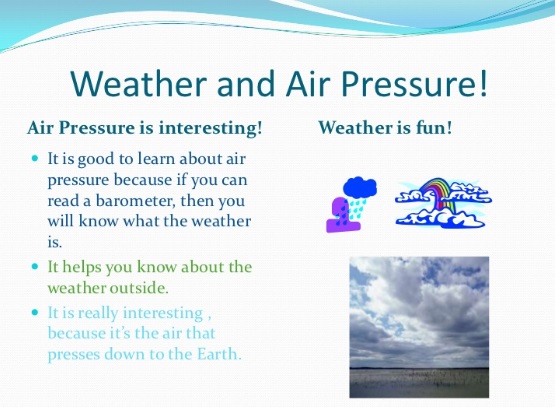 Weather and Air Pressure!
Air Pressure is interesting!
It is good to learn about air
pressure because if you can
read a barometer, then you
will know what the weather
is.
It helps you know about the
weather outside.
It is really interesting ,
because it's the air that
presses down to the Earth.
Weather is fun!